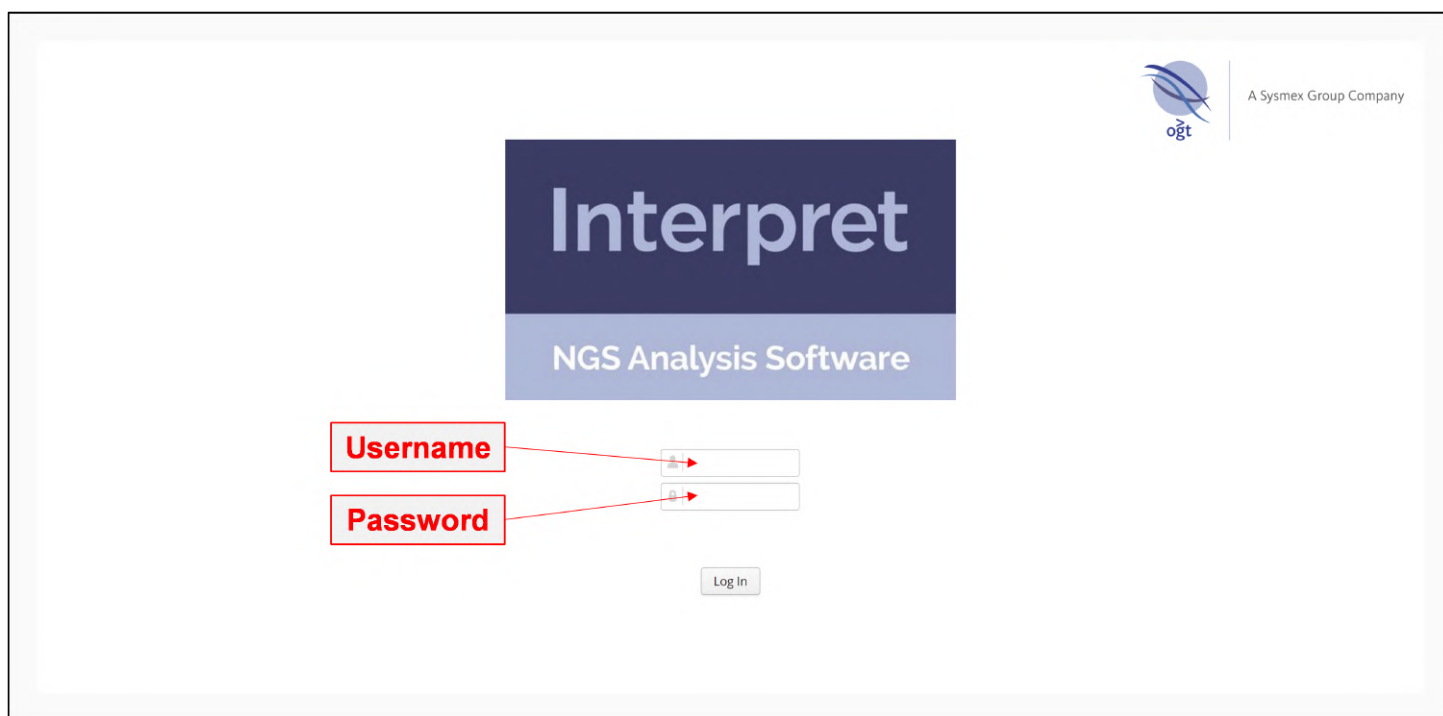 A Sysmex Group Company
ogt
Interpret
NGS Analysis Software
Username
Password
Log In